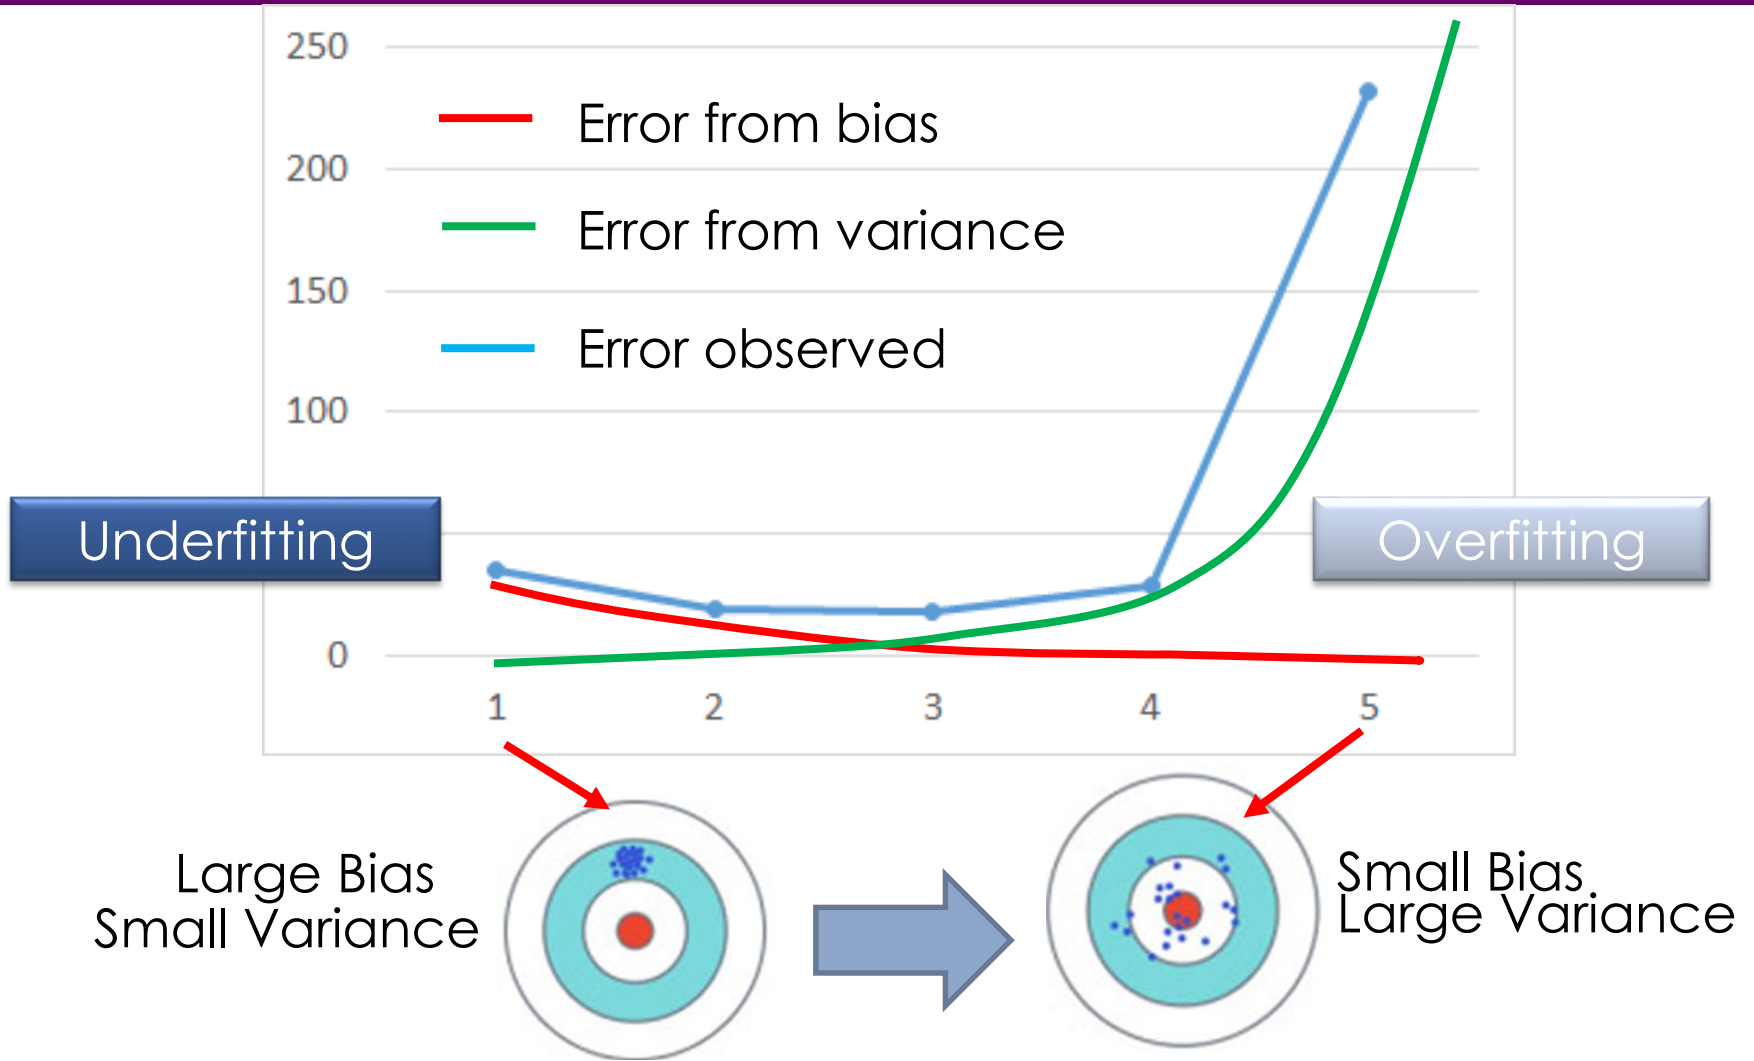 250
Error from bias
200
Error from variance
150
Error observed
100
Underfitting
Overfitting
0
1 2 3 4 5
Large Bias
Small Variance
Small Bias
Large Variance